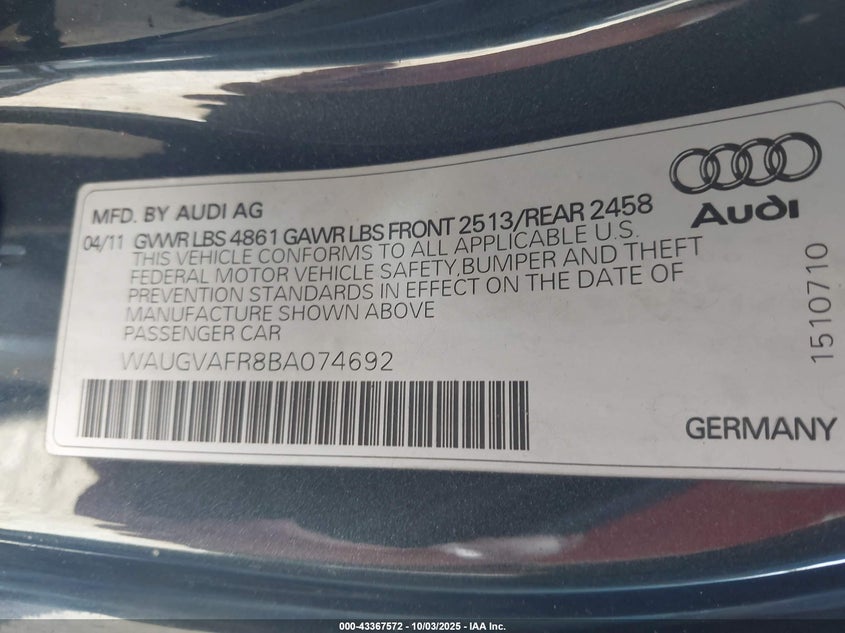 MFD. BY AUDI AG
04/11 GVWR LBS 4861 GAWR LBS FRONT 2513/REAR 2458
THIS VEHICLE CONFORMS TO ALL APPLICABLE U.S.
FEDERAL MOTOR VEHICLE SAFETY,BUMPER AND THEFT
PREVENTION STANDARDS IN EFFECT ON THE DATE OF
MANUFACTURE SHOWN ABOVE
PASSENGER CAR
WAUGVAFR8BA074692
Audi
1510710
GERMANY
000-43367572 | 10/03/2025 - IAA Inc.